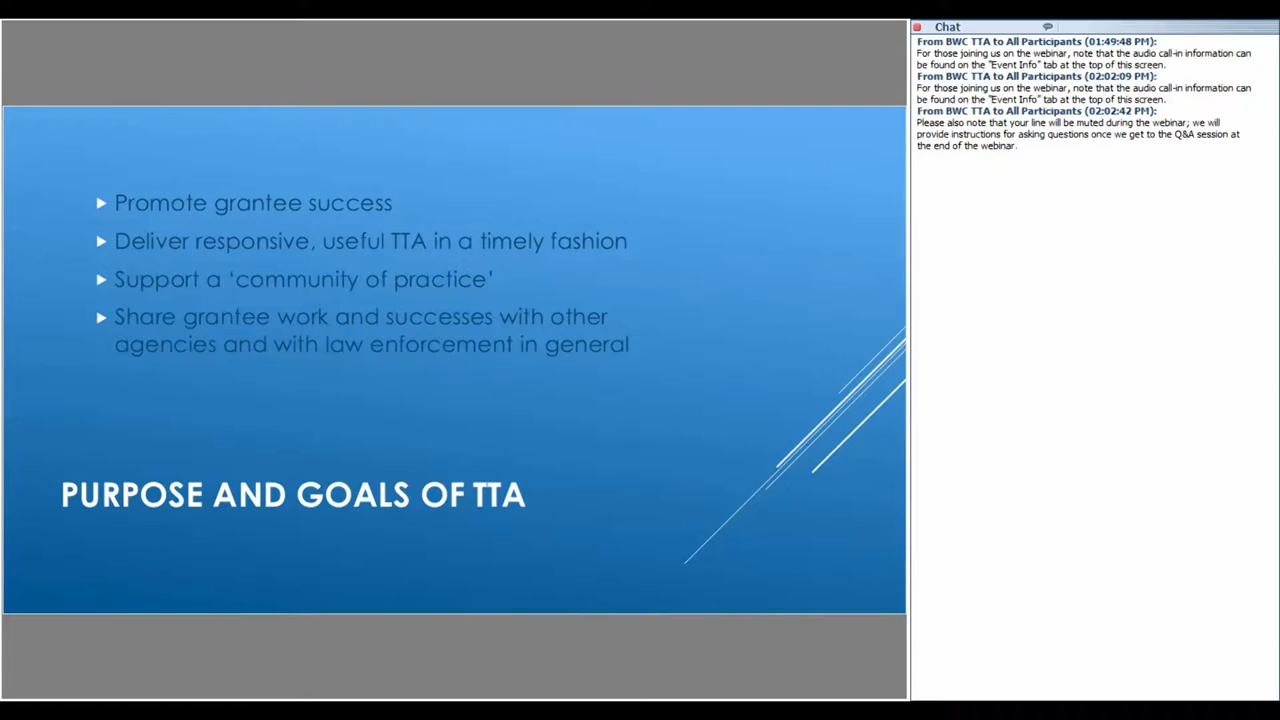 Promote grantee success
Deliver responsive, useful TTA in a timely fashion
Support a ‘community of practice’
Share grantee work and successes with other
agencies and with law enforcement in general
PURPOSE AND GOALS OF TTA
Chat
From BWC TTA to All Participants (01:49:48 PM):
For those joining us on the webinar, note that the audio call-in information can
be found on the "Event Info" tab at the top of this screen.
From BWC TTA to All Participants (02:02:09 PM):
For those joining us on the webinar, note that the audio call-in information can
be found on the "Event Info" tab at the top of this screen.
From BWC TTA to All Participants (02:02:42 PM):
Please also note that your line will be muted during the webinar; we will
provide instructions for asking questions once we get to the Q&A session at
the end of the webinar.